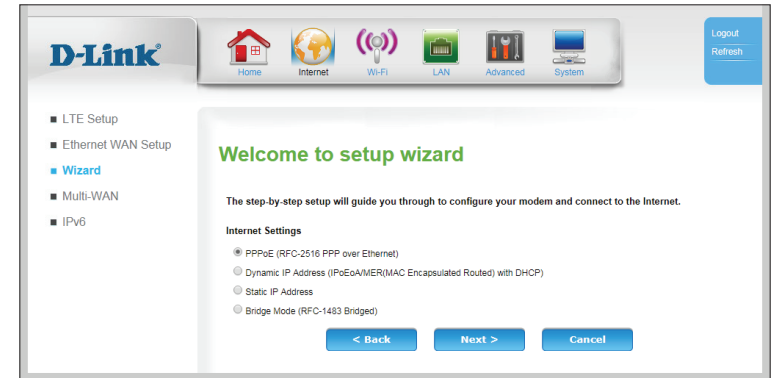 D-Link
Home
Internet
Wi-Fi
LAN
Advanced
System
Logout
Refresh
LTE Setup
Ethernet WAN Setup
Wizard
Multi-WAN
IPv6
Welcome to setup wizard
The step-by-step setup will guide you through to configure your modem and connect to the Internet.
Internet Settings
PPPoE (RFC-2516 PPP over Ethernet)
Dynamic IP Address (IPoEoA/MER(MAC Encapsulated Routed) with DHCP)
Static IP Address
Bridge Mode (RFC-1483 Bridged)
< Back
Next >
Cancel